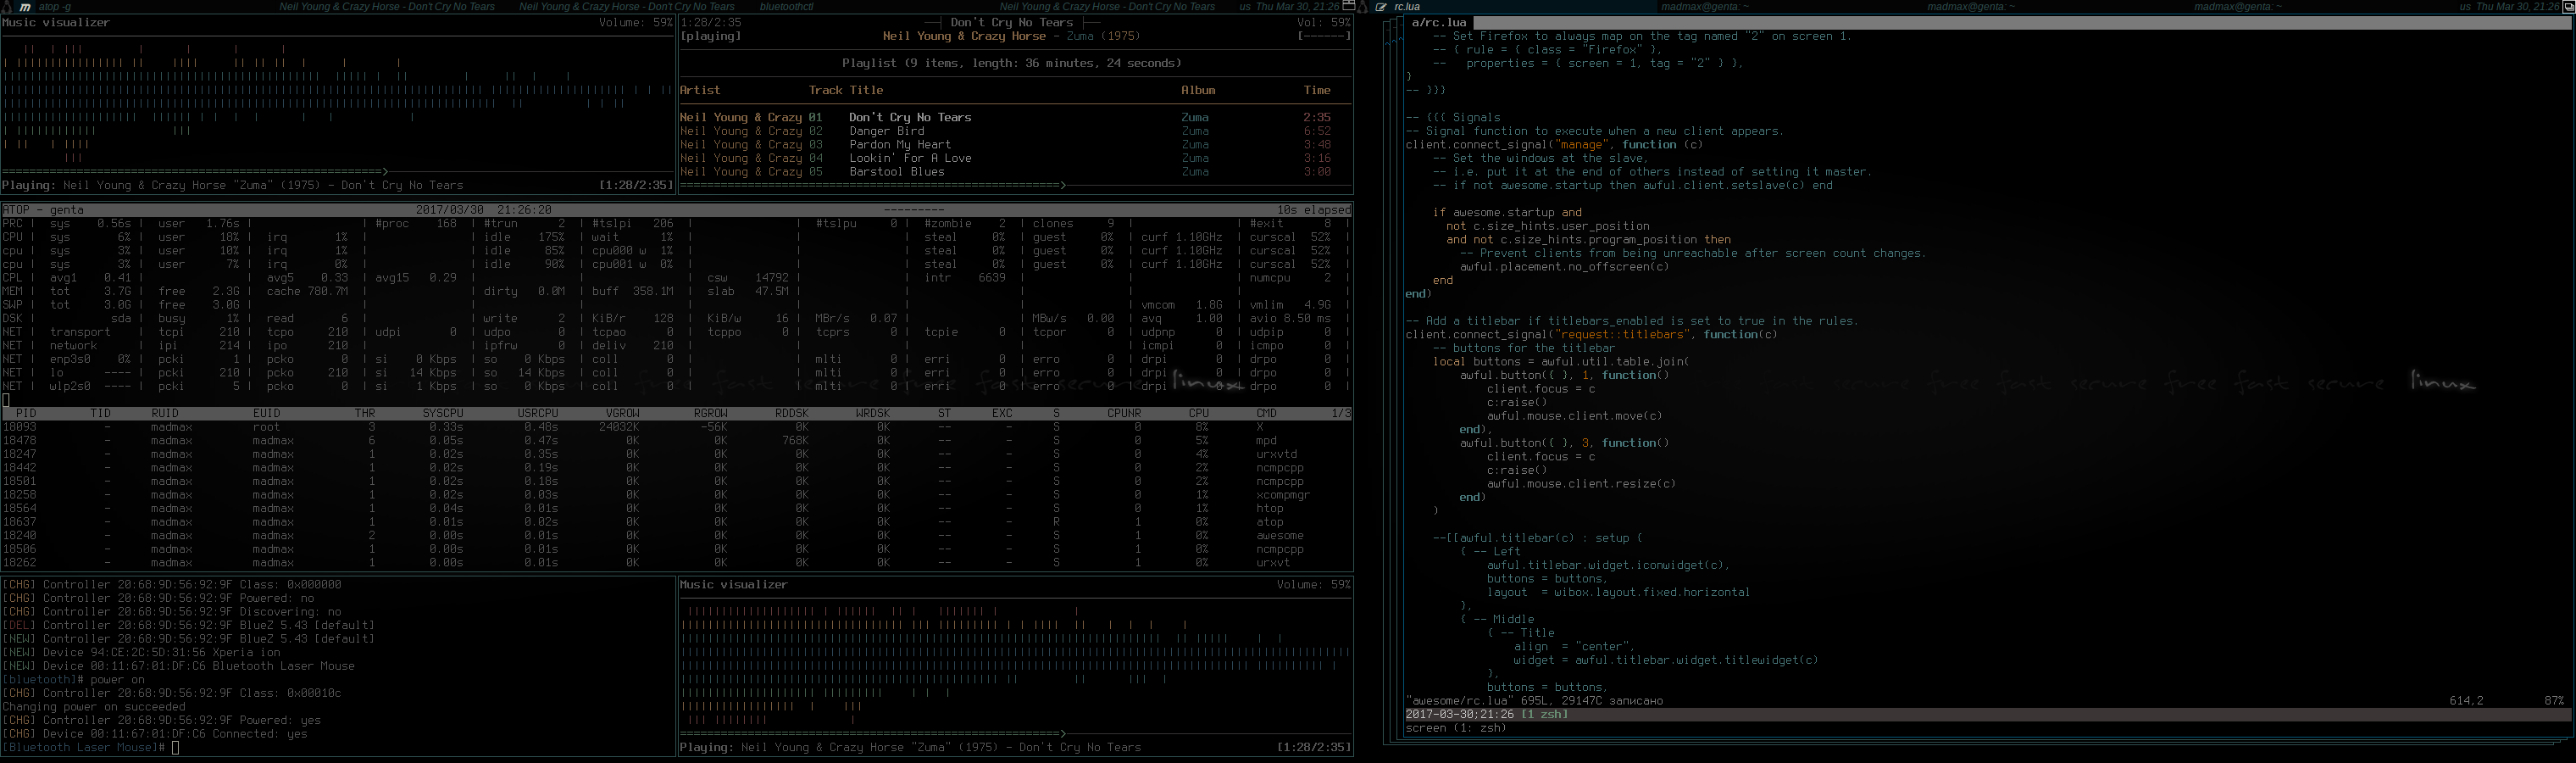 atop -g Neil Young & Crazy Horse - Don't Cry No Tears Neil Young & Crazy Horse - Don't Cry No Tears bluetoothctl Neil Young & Crazy Horse - Don't Cry No Tears us Thu Mar 30, 21:26
Music visualizer Volume: 59%
Playing: Neil Young & Crazy Horse "Zuma" (1975) - Don't Cry No Tears [1:28/2:35]
1:28/2:35 Don't Cry No Tears Vol: 59%
[playing] Neil Young & Crazy Horse - Zuma (1975) [------]
Playlist (9 items, length: 36 minutes, 24 seconds)
Artist Track Title Album Time
Neil Young & Crazy 01 Don't Cry No Tears Zuma 2:35
Neil Young & Crazy 02 Danger Bird Zuma 6:52
Neil Young & Crazy 03 Pardon My Heart Zuma 3:48
Neil Young & Crazy 04 Lookin' For A Love Zuma 3:16
Neil Young & Crazy 05 Barstool Blues Zuma 3:00
ATOP - genta 2017/03/30 21:26:20 --------- 10s elapsed
PRC | sys 0.56s | user 1.76s | | #proc 168 | #trun 2 | #tslpi 206 | | #tslpu 0 | #zombie 2 | clones 9 | | #exit 8 |
CPU | sys 6% | user 18% | irq 1% | | idle 175% | wait 1% | | | steal 0% | guest 0% | curf 1.10GHz | curscal 52% |
cpu | sys 3% | user 10% | irq 1% | | idle 85% | cpu000 w 1% | | | steal 0% | guest 0% | curf 1.10GHz | curscal 52% |
cpu | sys 3% | user 7% | irq 0% | | idle 90% | cpu001 w 0% | | | steal 0% | guest 0% | curf 1.10GHz | curscal 52% |
CPL | avg1 0.41 | | avg5 0.33 | avg15 0.29 | | | csw 14792 | | intr 6639 | | | numcpu 2 |
MEM | tot 3.7G | free 2.3G | cache 780.7M | | dirty 0.0M | buff 358.1M | slab 47.5M | | | | | |
SWP | tot 3.0G | free 3.0G | | | | | | | | | vmcom 1.8G | vmlim 4.9G |
DSK | sda | busy 1% | read 6 | | write 2 | KiB/r 128 | KiB/w 16 | MBr/s 0.07 | | MBw/s 0.00 | avq 1.00 | avio 8.50 ms |
NET | transport | tcpi 210 | tcpo 210 | udpi 0 | udpo 0 | tcpao 0 | tcppo 0 | tcprs 0 | tcpie 0 | tcpor 0 | udpnp 0 | udpip 0 |
NET | network | ipi 214 | ipo 210 | | ipfrw 0 | deliv 210 | | | | | icmpi 0 | icmpo 0 |
NET | enp3s0 0% | pcki 1 | pcko 0 | si 0 Kbps | so 0 Kbps | coll 0 | | mlti 0 | erri 0 | erro 0 | drpi 0 | drpo 0 |
NET | lo ---- | pcki 210 | pcko 210 | si 14 Kbps | so 14 Kbps | coll 0 | | mlti 0 | erri 0 | erro 0 | drpi 0 | drpo 0 |
NET | wlp2s0 ---- | pcki 5 | pcko 0 | si 1 Kbps | so 0 Kbps | coll 0 | | mlti 0 | erri 0 | erro 0 | drpi 0 | drpo 0 |
free fast secure free fast secure linux
PID TID RUID EUID THR SYSCPU USRCPU VGROW RGROW RDDSK WRDSK ST EXC S CPUNR CPU CMD 1/3
18093 - madmax root 3 0.33s 0.48s 24032K -56K 0K 0K -- - S 0 8% X
18478 - madmax madmax 6 0.05s 0.47s 0K 0K 768K 0K -- - S 0 5% mpd
18247 - madmax madmax 1 0.02s 0.35s 0K 0K 0K 0K -- - S 0 4% urxvtd
18442 - madmax madmax 1 0.02s 0.19s 0K 0K 0K 0K -- - S 0 2% ncmpcpp
18501 - madmax madmax 1 0.02s 0.18s 0K 0K 0K 0K -- - S 0 2% ncmpcpp
18258 - madmax madmax 1 0.02s 0.03s 0K 0K 0K 0K -- - S 0 1% xcompmgr
18564 - madmax madmax 1 0.04s 0.01s 0K 0K 0K 0K -- - S 0 1% htop
18637 - madmax madmax 1 0.01s 0.02s 0K 0K 0K 0K -- - R 1 0% atop
18240 - madmax madmax 2 0.00s 0.01s 0K 0K 0K 0K -- - S 1 0% awesome
18506 - madmax madmax 1 0.00s 0.01s 0K 0K 0K 0K -- - S 1 0% ncmpcpp
18262 - madmax madmax 1 0.00s 0.01s 0K 0K 0K 0K -- - S 1 0% urxvt
[CHG] Controller 20:68:9D:56:92:9F Class: 0x000000
[CHG] Controller 20:68:9D:56:92:9F Powered: no
[CHG] Controller 20:68:9D:56:92:9F Discovering: no
[DEL] Controller 20:68:9D:56:92:9F BlueZ 5.43 [default]
[NEW] Controller 20:68:9D:56:92:9F BlueZ 5.43 [default]
[NEW] Device 94:CE:2C:5D:31:56 Xperia ion
[NEW] Device 00:11:67:01:DF:C6 Bluetooth Laser Mouse
[bluetooth]# power on
[CHG] Controller 20:68:9D:56:92:9F Class: 0x00010c
Changing power on succeeded
[CHG] Controller 20:68:9D:56:92:9F Powered: yes
[CHG] Device 00:11:67:01:DF:C6 Connected: yes
[Bluetooth Laser Mouse]#
Music visualizer Volume: 59%
Playing: Neil Young & Crazy Horse "Zuma" (1975) - Don't Cry No Tears [1:28/2:35]
rc.lua madmax@genta: ~ madmax@genta: ~ madmax@genta: ~ us Thu Mar 30, 21:26
a/rc.lua
-- Set Firefox to always map on the tag named "2" on screen 1.
-- { rule = { class = "Firefox" },
--   properties = { screen = 1, tag = "2" } },
}
-- }}}
-- {{{ Signals
-- Signal function to execute when a new client appears.
client.connect_signal("manage", function (c)
-- Set the windows at the slave,
-- i.e. put it at the end of others instead of setting it master.
-- if not awesome.startup then awful.client.setslave(c) end
if awesome.startup and
not c.size_hints.user_position
and not c.size_hints.program_position then
-- Prevent clients from being unreachable after screen count changes.
awful.placement.no_offscreen(c)
end
end)
-- Add a titlebar if titlebars_enabled is set to true in the rules.
client.connect_signal("request::titlebars", function(c)
-- buttons for the titlebar
local buttons = awful.util.table.join(
awful.button({ }, 1, function()
client.focus = c
c:raise()
awful.mouse.client.move(c)
end),
awful.button({ }, 3, function()
client.focus = c
c:raise()
awful.mouse.client.resize(c)
end)
)
fast secure free fast secure free fast secure linux
--[[awful.titlebar(c) : setup {
{ -- Left
awful.titlebar.widget.iconwidget(c),
buttons = buttons,
layout  = wibox.layout.fixed.horizontal
},
{ -- Middle
{ -- Title
align  = "center",
widget = awful.titlebar.widget.titlewidget(c)
},
buttons = buttons,
"awesome/rc.lua" 695L, 29147C записано 614,2 87%
2017-03-30;21:26 [1 zsh]
screen (1: zsh)